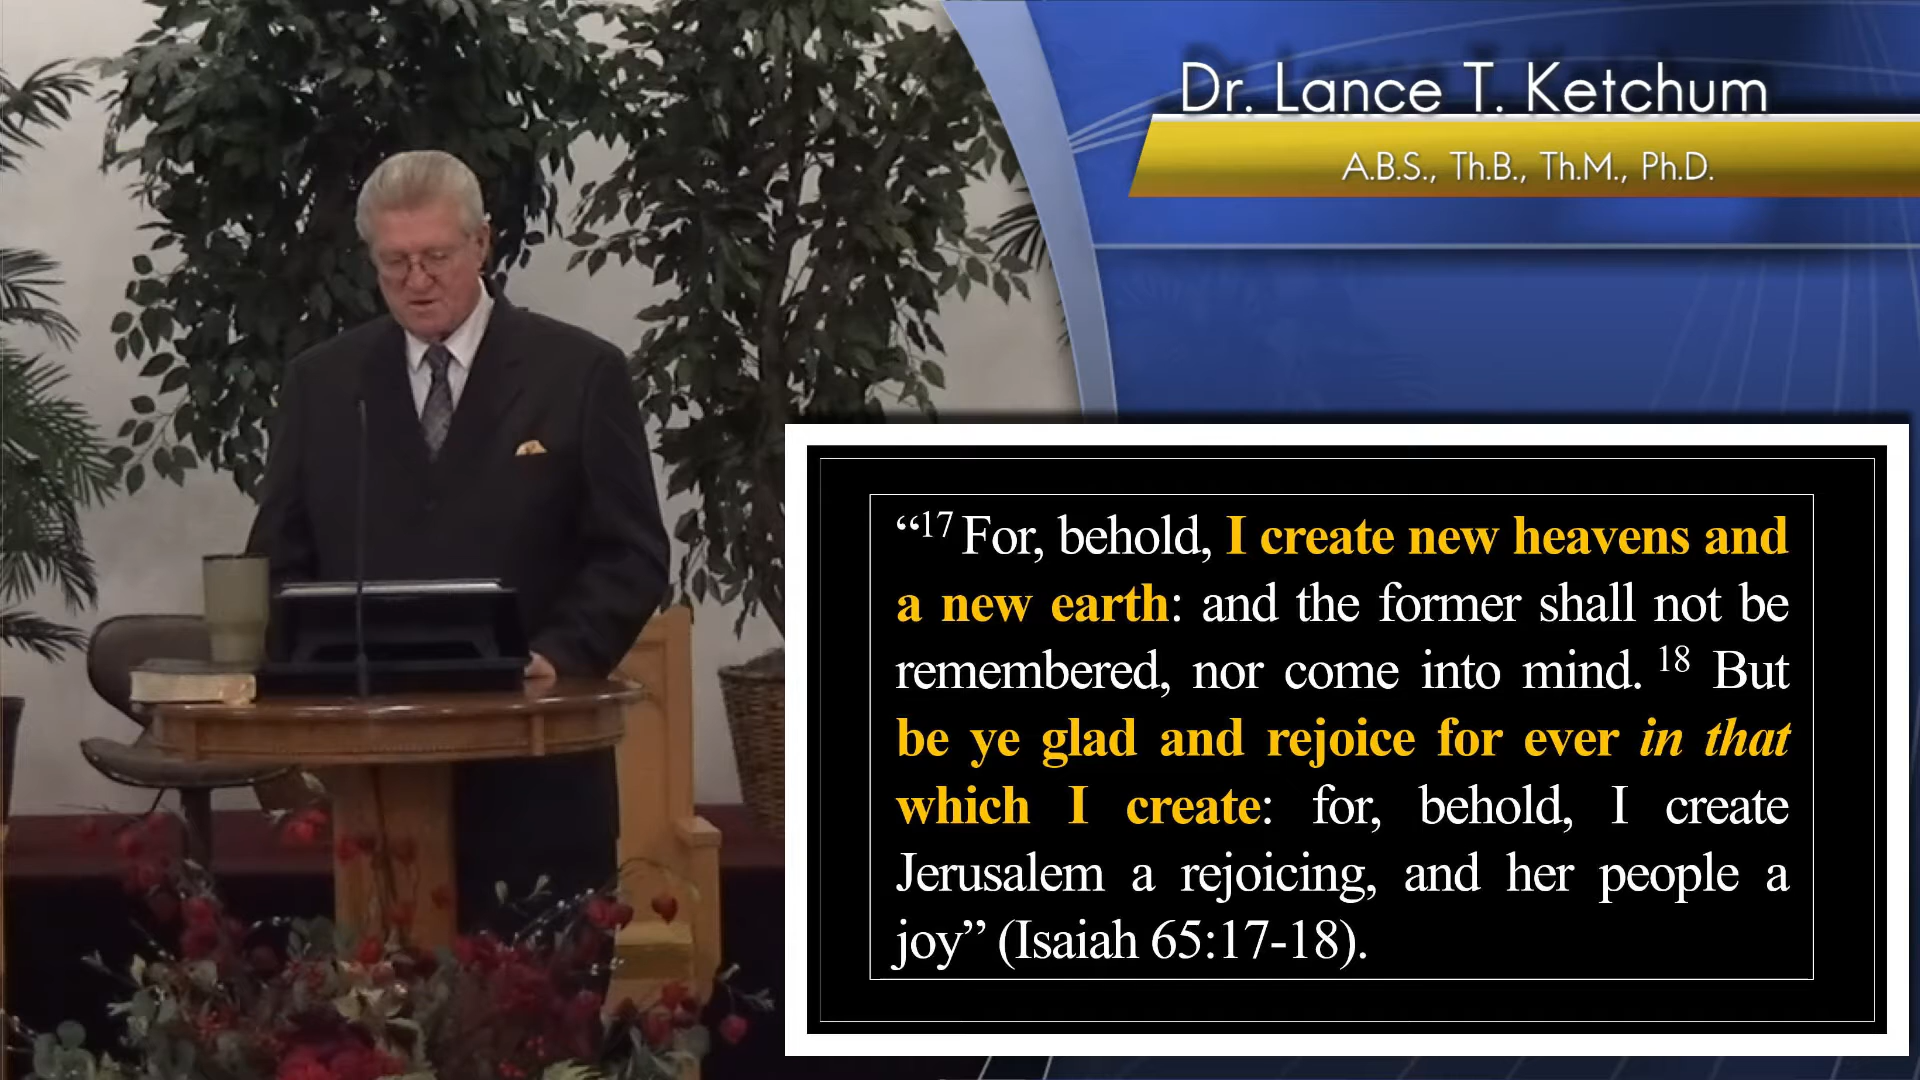 Dr. Lance T. Ketchum
A.B.S., Th.B., Th.M., Ph.D.
“17 For, behold, I create new heavens and
a new earth: and the former shall not be
remembered, nor come into mind. 18 But
be ye glad and rejoice for ever in that
which I create: for, behold, I create
Jerusalem a rejoicing, and her people a
joy” (Isaiah 65:17-18).